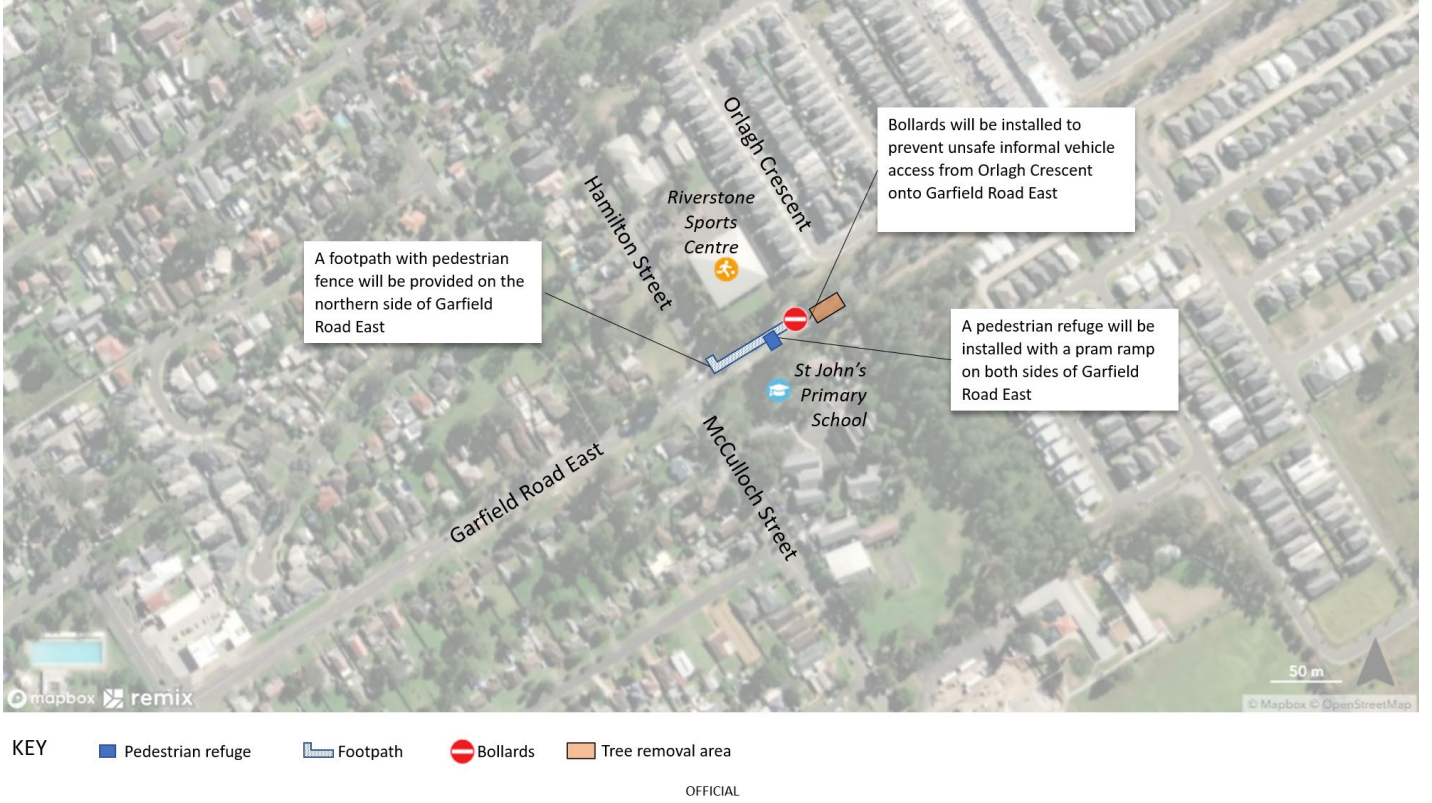 Orlagh Crescent
Bollards will be installed to
prevent unsafe informal vehicle
access from Orlagh Crescent
onto Garfield Road East
Hamilton Street
Riverstone
Sports
Centre
A footpath with pedestrian
fence will be provided on the
northern side of Garfield
Road East
A pedestrian refuge will be
installed with a pram ramp
on both sides of Garfield
Road East
St John's
Primary
School
McCulloch Street
Garfield Road East
50 m
mapbox remix
© Mapbox © OpenStreetMap
KEY
Pedestrian refuge
Footpath
Bollards
Tree removal area
OFFICIAL